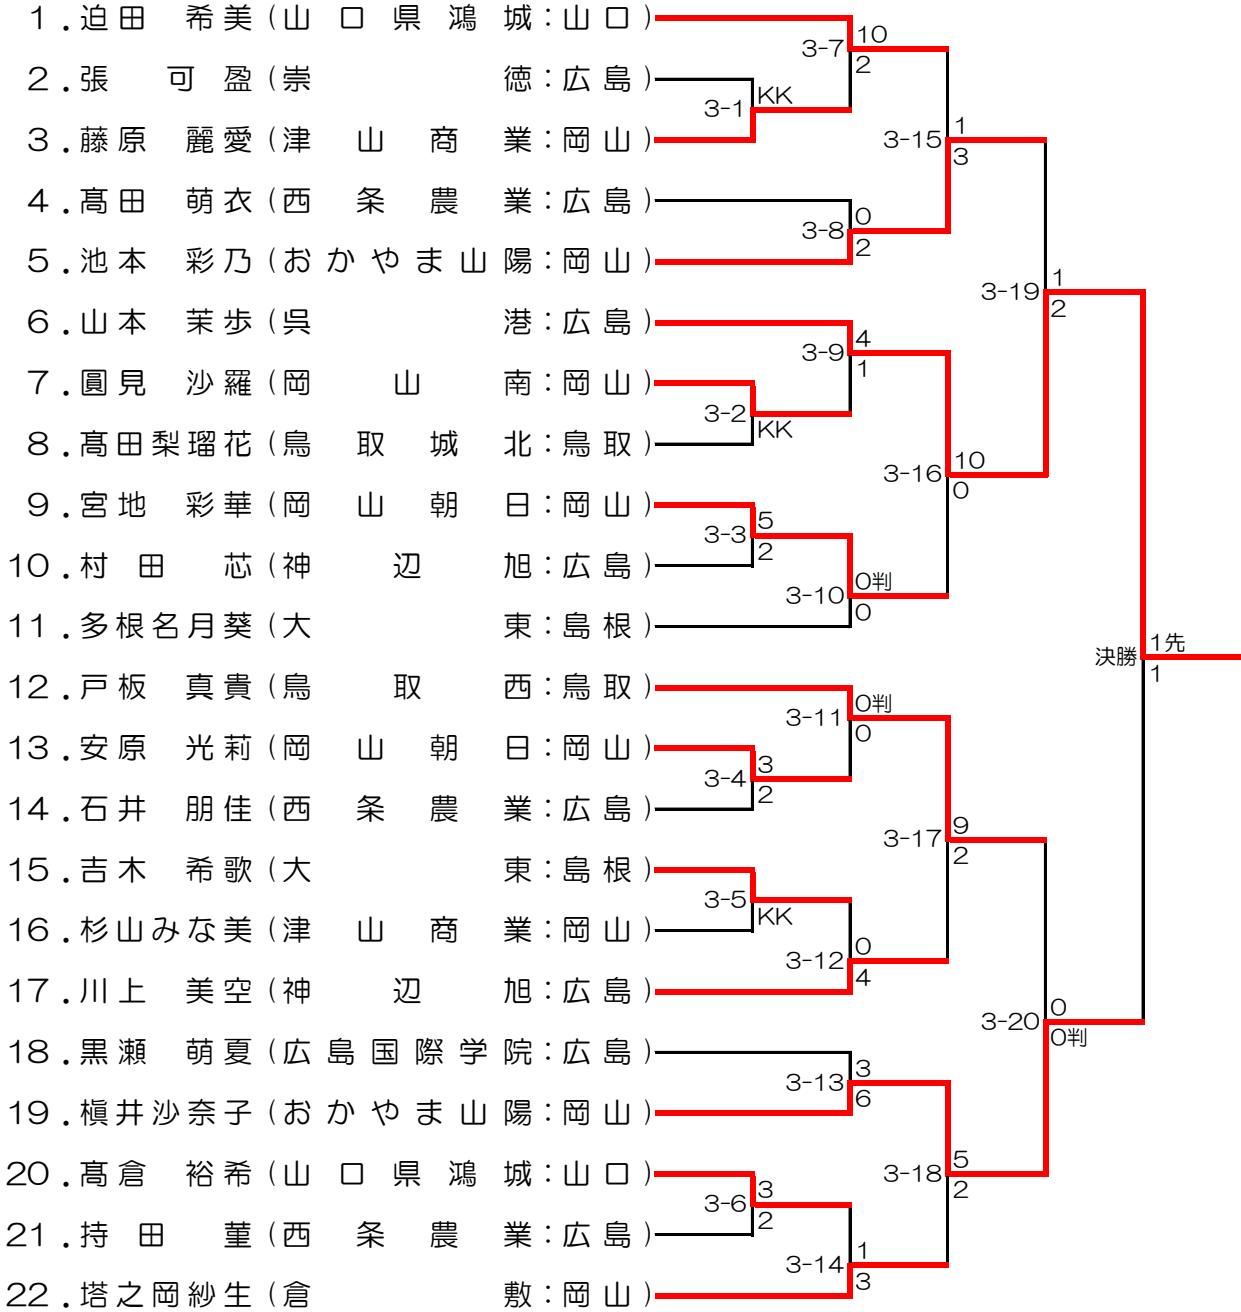 1.迫田 希美(山口県鴻城:山口)
10
3-7
2
2.張 可盈(崇徳:広島)
KK
3-1
3.藤原 麗愛(津山商業:岡山)
1
3-15
3
4.髙田 萌衣(西条農業:広島)
0
3-8
2
5.池本 彩乃(おかやま山陽:岡山)
1
3-19
2
6.山本 茉歩(呉港:広島)
4
3-9
1
7.圓見 沙羅(岡山南:岡山)
3-2
KK
8.髙田梨瑠花(鳥取城北:鳥取)
10
3-16
0
9.宮地 彩華(岡山朝日:岡山)
5
3-3
2
10.村田 芯(神辺旭:広島)
0判
3-10
0
11.多根名月葵(大東:島根)
1先
決勝
1
12.戸板 真貴(鳥取西:鳥取)
0判
3-11
0
13.安原 光莉(岡山朝日:岡山)
3
3-4
2
14.石井 朋佳(西条農業:広島)
9
3-17
2
15.吉木 希歌(大東:島根)
3-5
KK
16.杉山みな美(津山商業:岡山)
0
3-12
4
17.川上 美空(神辺旭:広島)
0
3-20
0判
18.黒瀬 萌夏(広島国際学院:広島)
3
3-13
6
19.槇井沙奈子(おかやま山陽:岡山)
5
3-18
2
20.髙倉 裕希(山口県鴻城:山口)
3
3-6
2
21.持田 菫(西条農業:広島)
1
3-14
3
22.塔之岡紗生(倉敷:岡山)